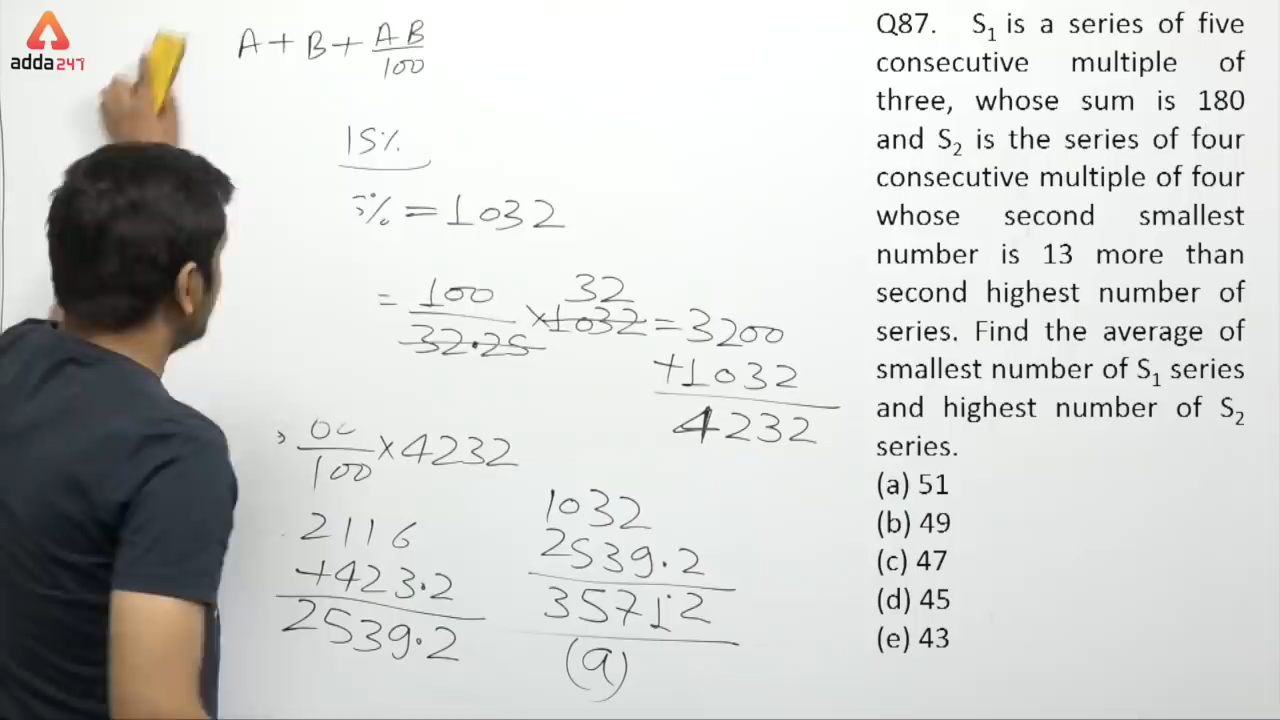 adda247
A + B + AB/100
15%
% = 1032
= 100/32.25 × 1032 = 3200
32
+1032
4232
/100 × 4232
2116
+423.2
2539.2
1032
2539.2
3571.2
(a)
Q87. S1 is a series of five
consecutive multiple of
three, whose sum is 180
and S2 is the series of four
consecutive multiple of four
whose second smallest
number is 13 more than
second highest number of
series. Find the average of
smallest number of S1 series
and highest number of S2
series.
(a) 51
(b) 49
(c) 47
(d) 45
(e) 43